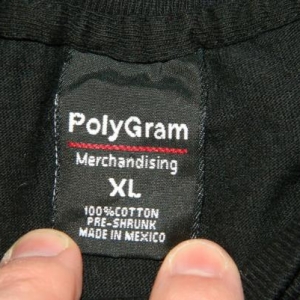 PolyGram
Merchandising
XL
100%COTTON
PRE-SHRUNK
MADE IN MEXICO